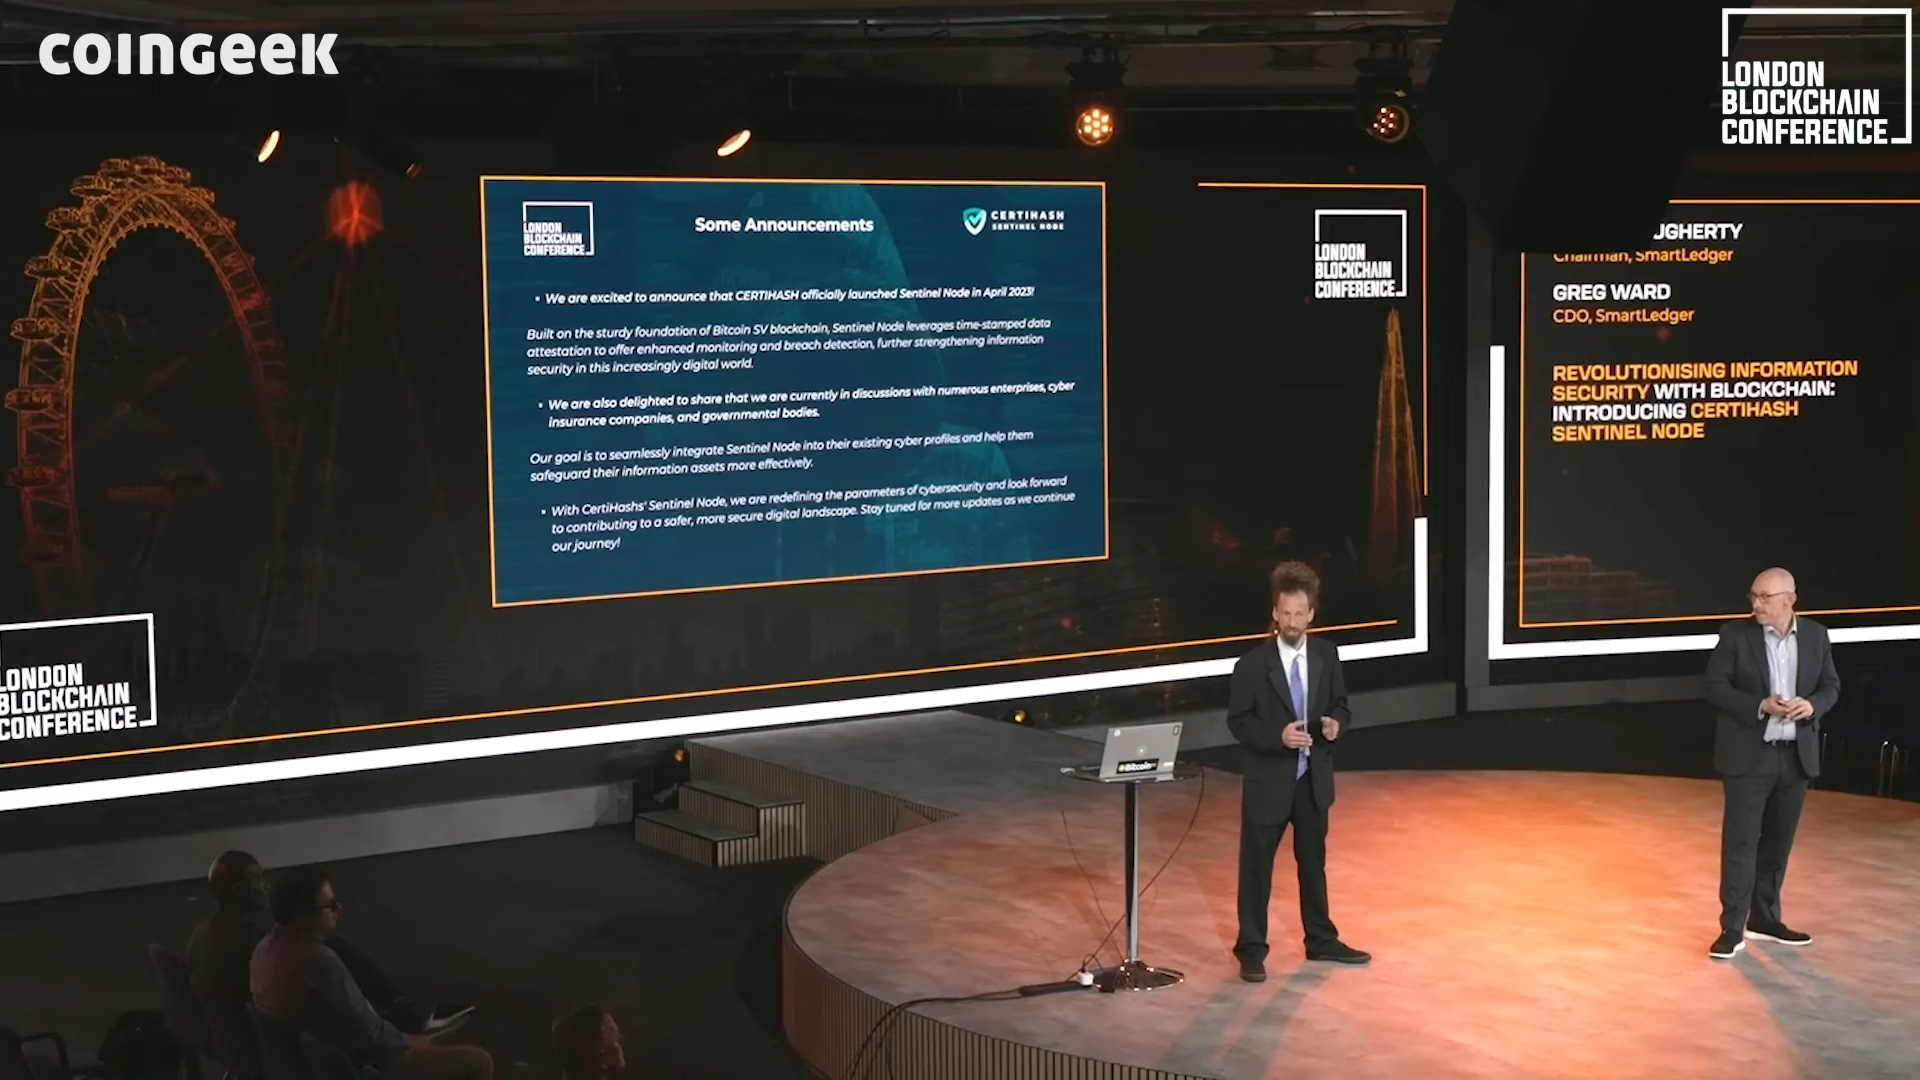 COINGEEK
LONDON
BLOCKCHAIN
CONFERENCE
LONDON
BLOCKCHAIN
CONFERENCE
Some Announcements
CERTIHASH
SENTINEL NODE
• We are excited to announce that CERTIHASH officially launched Sentinel Node in April 2023!
Built on the sturdy foundation of Bitcoin SV blockchain, Sentinel Node leverages time-stamped data
attestation to offer enhanced monitoring and breach detection, further strengthening information
security in this increasingly digital world.
• We are also delighted to share that we are currently in discussions with numerous enterprises, cyber
insurance companies, and governmental bodies.
Our goal is to seamlessly integrate Sentinel Node into their existing cyber profiles and help them
safeguard their information assets more effectively.
• With CertiHashs' Sentinel Node, we are redefining the parameters of cybersecurity and look forward
to contributing to a safer, more secure digital landscape. Stay tuned for more updates as we continue
our journey!
LONDON
BLOCKCHAIN
CONFERENCE
UGHERTY
Chairman, SmartLedger
GREG WARD
CDO, SmartLedger
REVOLUTIONISING INFORMATION
SECURITY WITH BLOCKCHAIN:
INTRODUCING CERTIHASH
SENTINEL NODE
LONDON
BLOCKCHAIN
CONFERENCE
Bitcoin